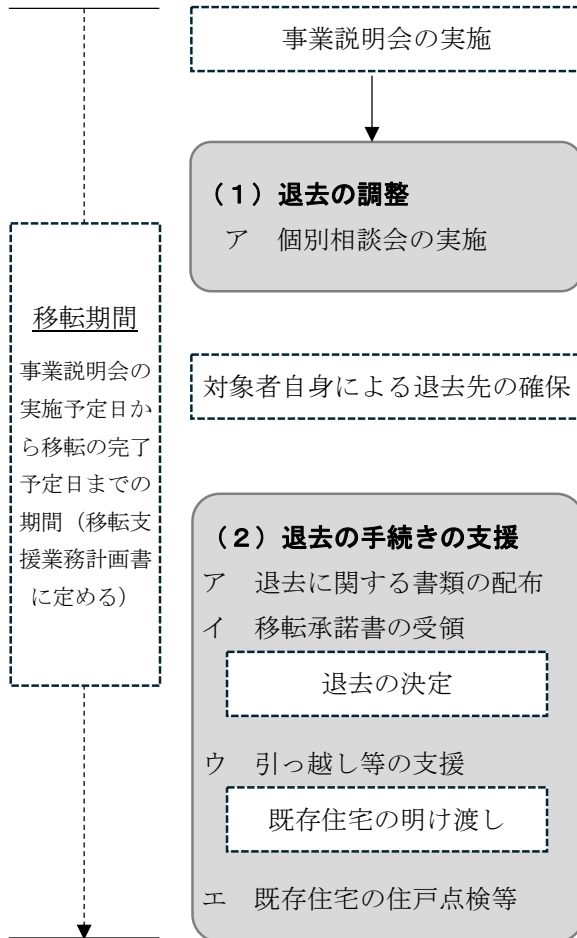 事業説明会の実施
（１）退去の調整
ア　個別相談会の実施
移転期間
事業説明会の
実施予定日か
ら移転の完了
予定日までの
期間（移転支
援業務計画書
に定める）
対象者自身による退去先の確保
（２）退去の手続きの支援
ア　退去に関する書類の配布
イ　移転承諾書の受領
退去の決定
ウ　引っ越し等の支援
既存住宅の明け渡し
エ　既存住宅の住戸点検等